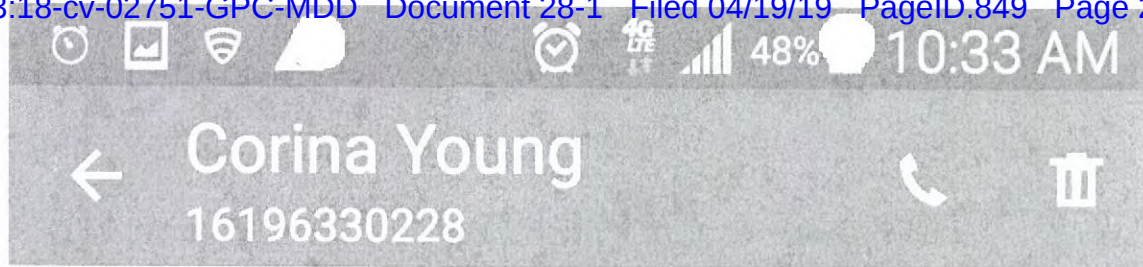 3:18-cv-02751-GPC-MDD Document 28-1 Filed 04/19/19 PageID.849 Page
4G LTE 48% 10:33 AM
Corina Young
16196330228